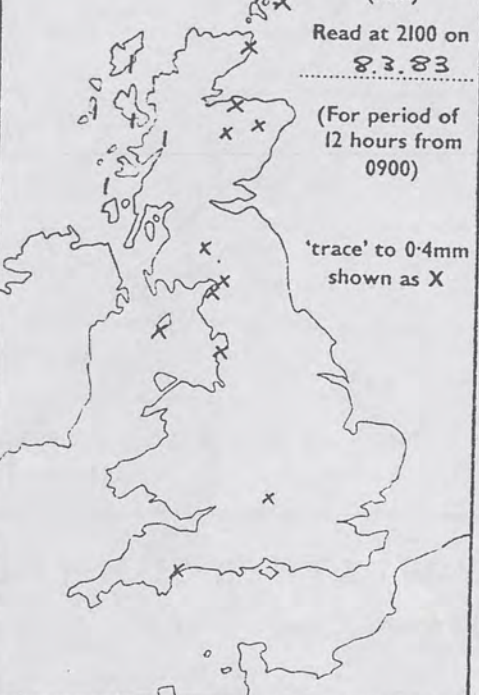 Read at 2100 on
8.3.83
(For period of
12 hours from
0900)
'trace' to 0·4mm
shown as X